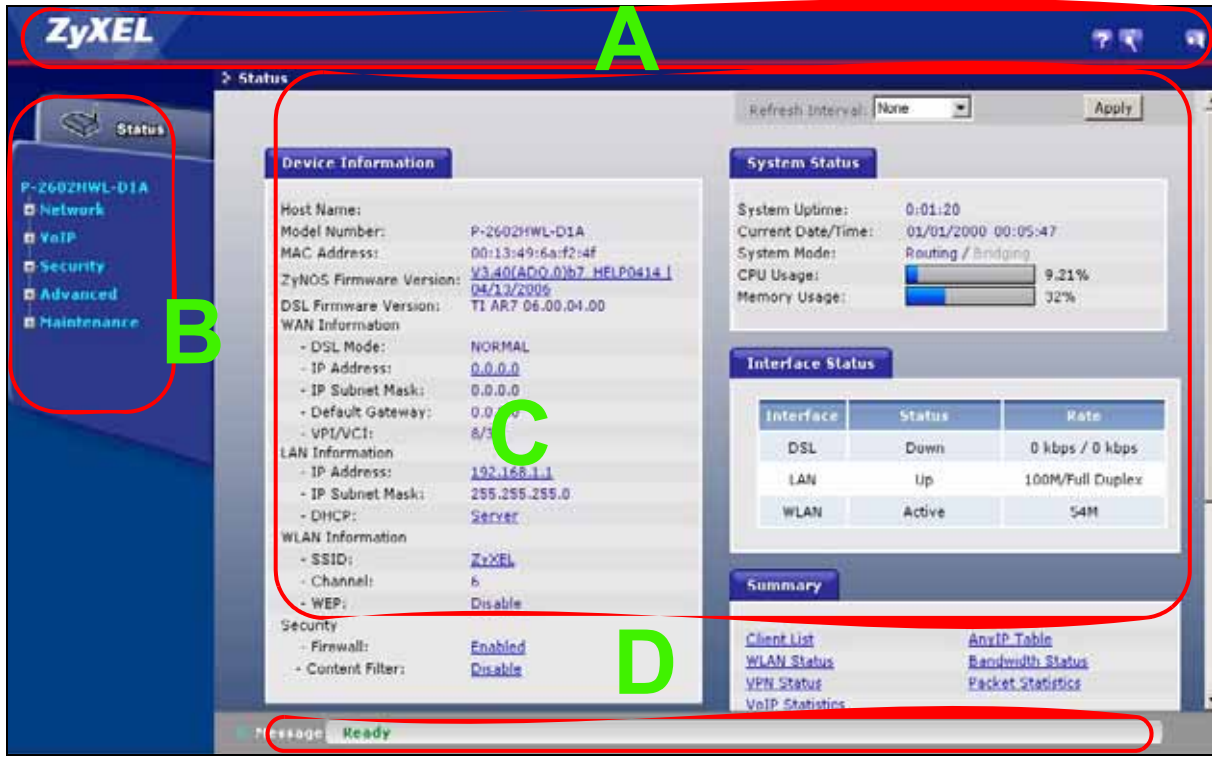 ZyXEL
A
> Status
Status
P-2602HWL-D1A
Network
VoIP
Security
Advanced
Maintenance
B
Refresh Interval: None Apply
Device Information
Host Name:
Model Number: P-2602HWL-D1A
MAC Address: 00:13:49:6a:f2:4f
ZyNOS Firmware Version: V3.40(ADQ.0)b7_HELP0414 |
04/13/2006
DSL Firmware Version: TI AR7 06.00.04.00
WAN Information
- DSL Mode: NORMAL
- IP Address: 0.0.0.0
- IP Subnet Mask: 0.0.0.0
- Default Gateway:
- VPI/VCI:
C
LAN Information
- IP Address: 192.168.1.1
- IP Subnet Mask: 255.255.255.0
- DHCP: Server
WLAN Information
- SSID: ZyXEL
- Channel: 6
- WEP: Disable
Security
- Firewall: Enabled
- Content Filter: Disable
D
System Status
System Uptime: 0:01:20
Current Date/Time: 01/01/2000 00:05:47
System Mode: Routing / Bridging
CPU Usage: 9.21%
Memory Usage: 32%
Interface Status
Interface Status Rate
DSL Down 0 kbps / 0 kbps
LAN Up 100M/Full Duplex
WLAN Active 54M
Summary
Client List AnyIP Table
WLAN Status Bandwidth Status
VPN Status Packet Statistics
VoIP Statistics
Message Ready